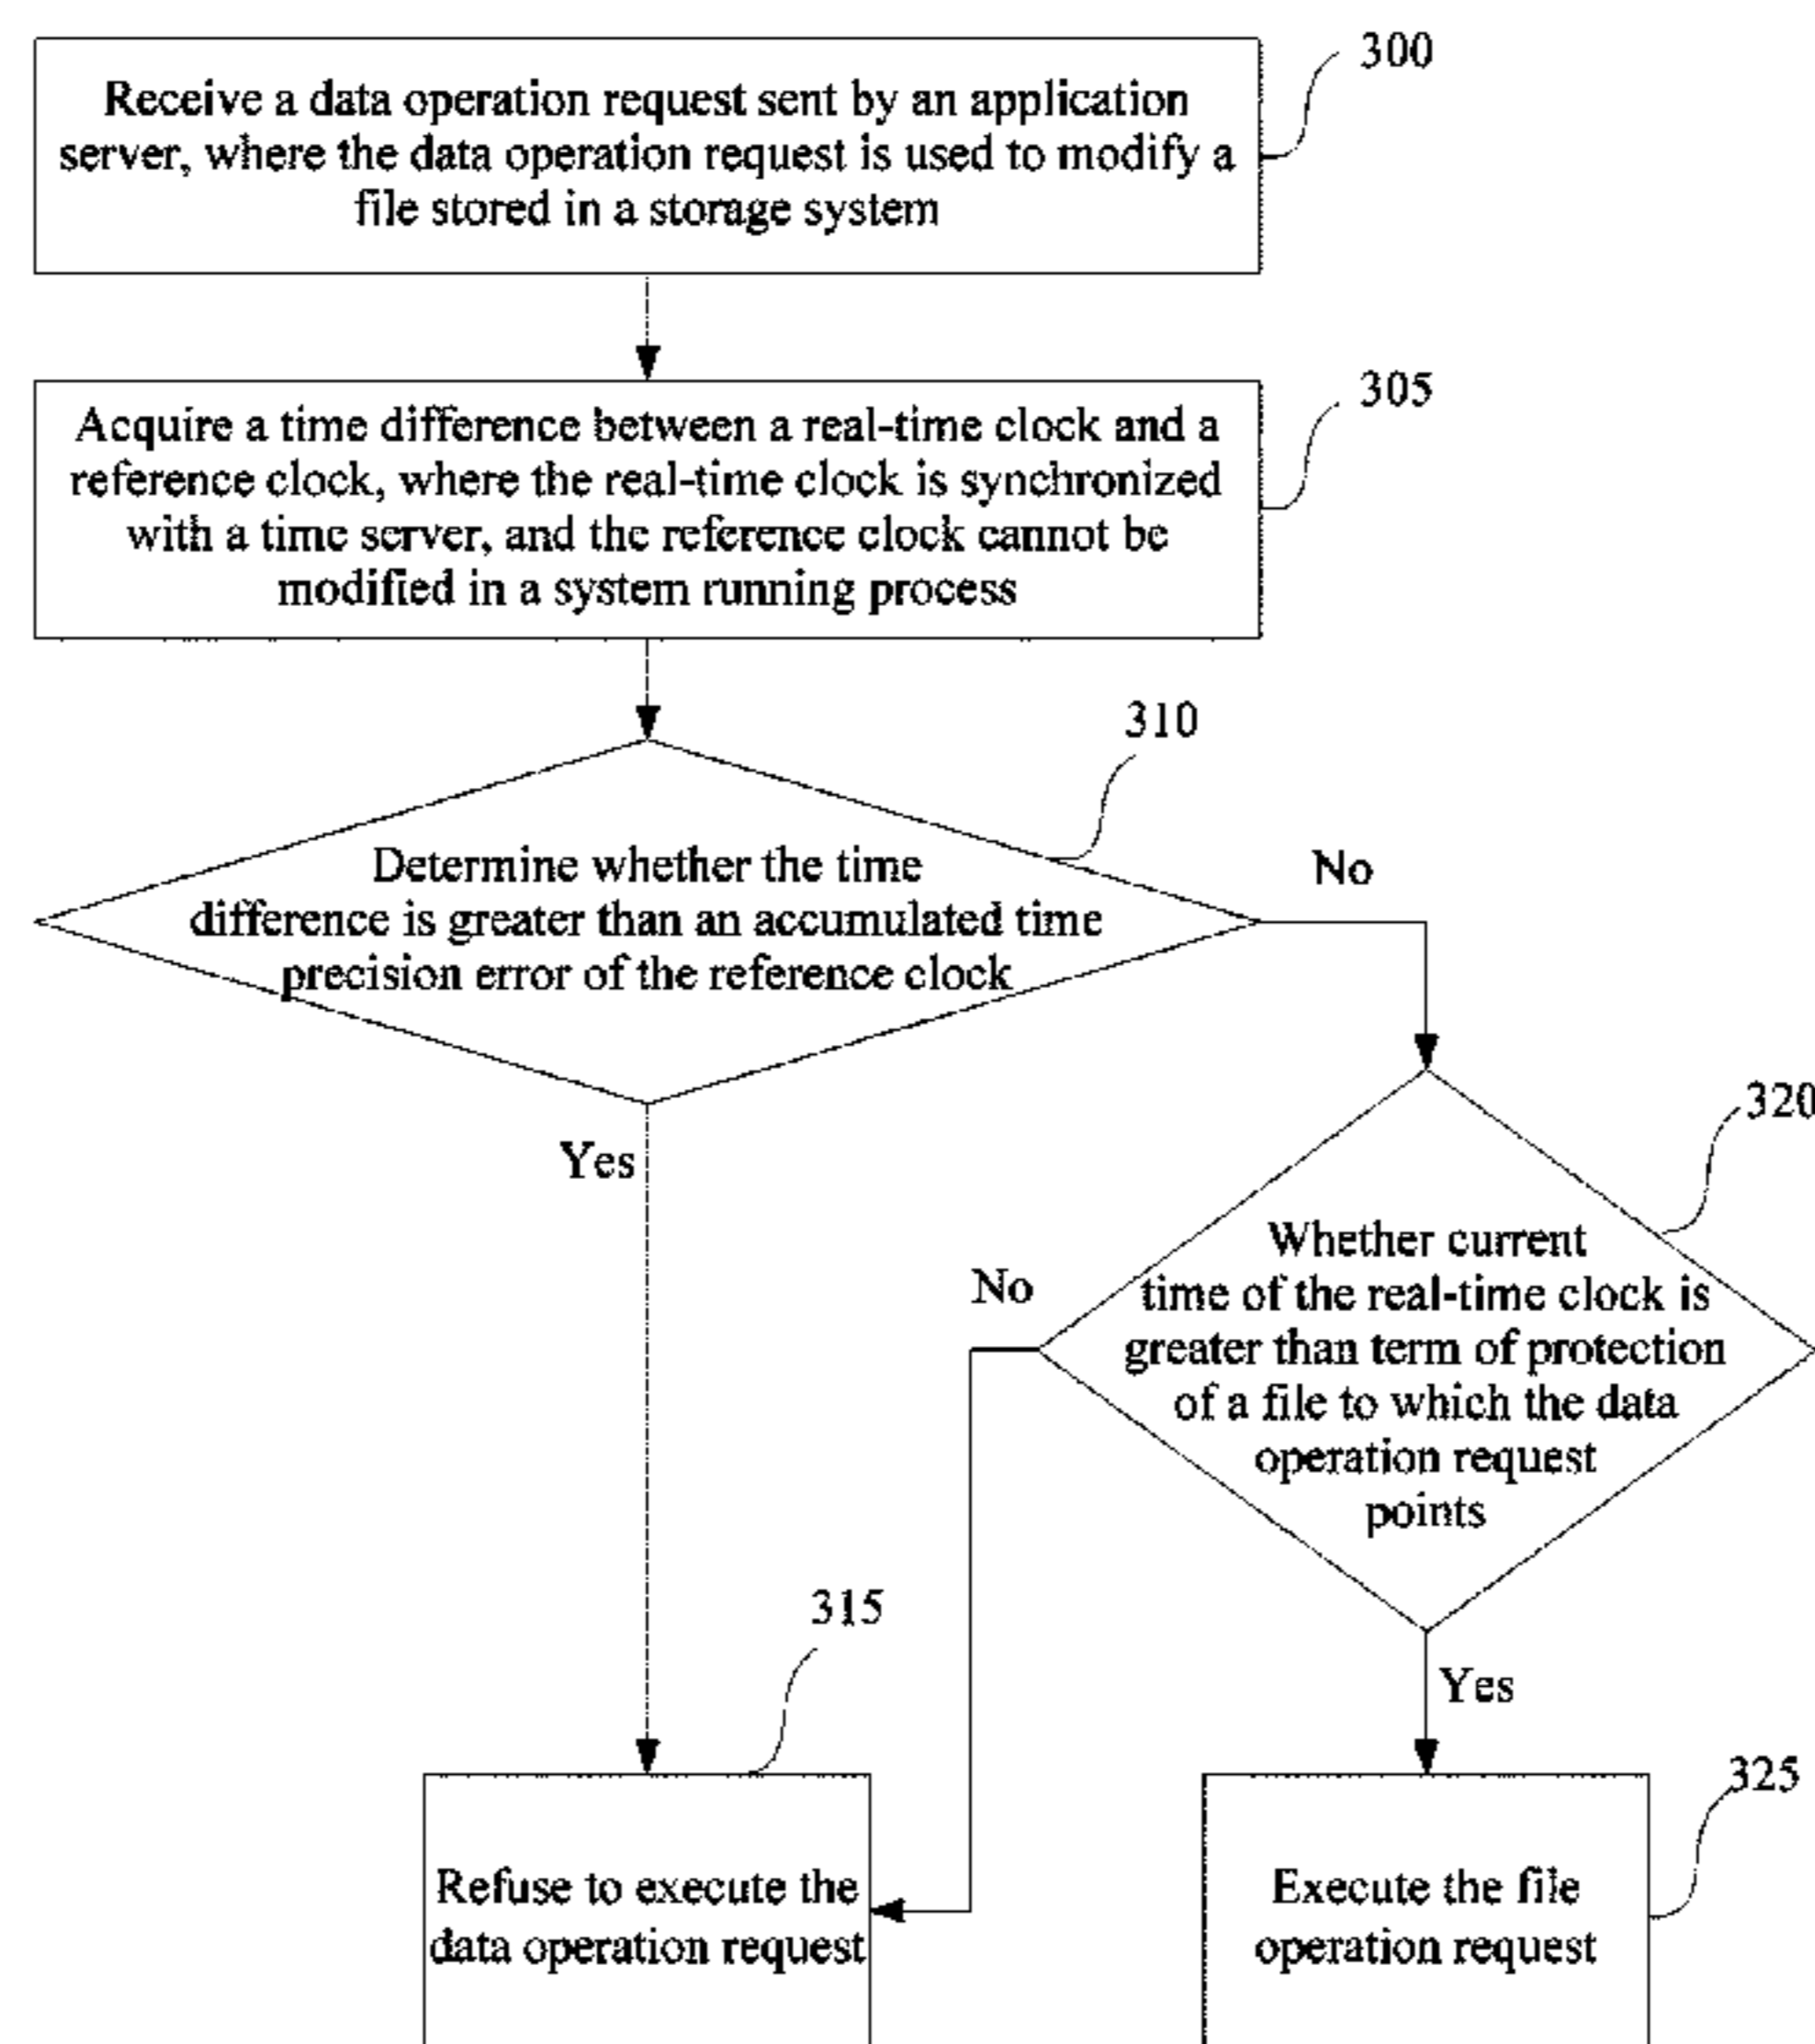 300
Receive a data operation request sent by an application
server, where the data operation request is used to modify a
file stored in a storage system
305
Acquire a time difference between a real-time clock and a
reference clock, where the real-time clock is synchronized
with a time server, and the reference clock cannot be
modified in a system running process
310
Determine whether the time
difference is greater than an accumulated time
precision error of the reference clock
No
Yes
320
Whether current
time of the real-time clock is
greater than term of protection
of a file to which the data
operation request
points
No
Yes
315
Refuse to execute the
data operation request
325
Execute the file
operation request